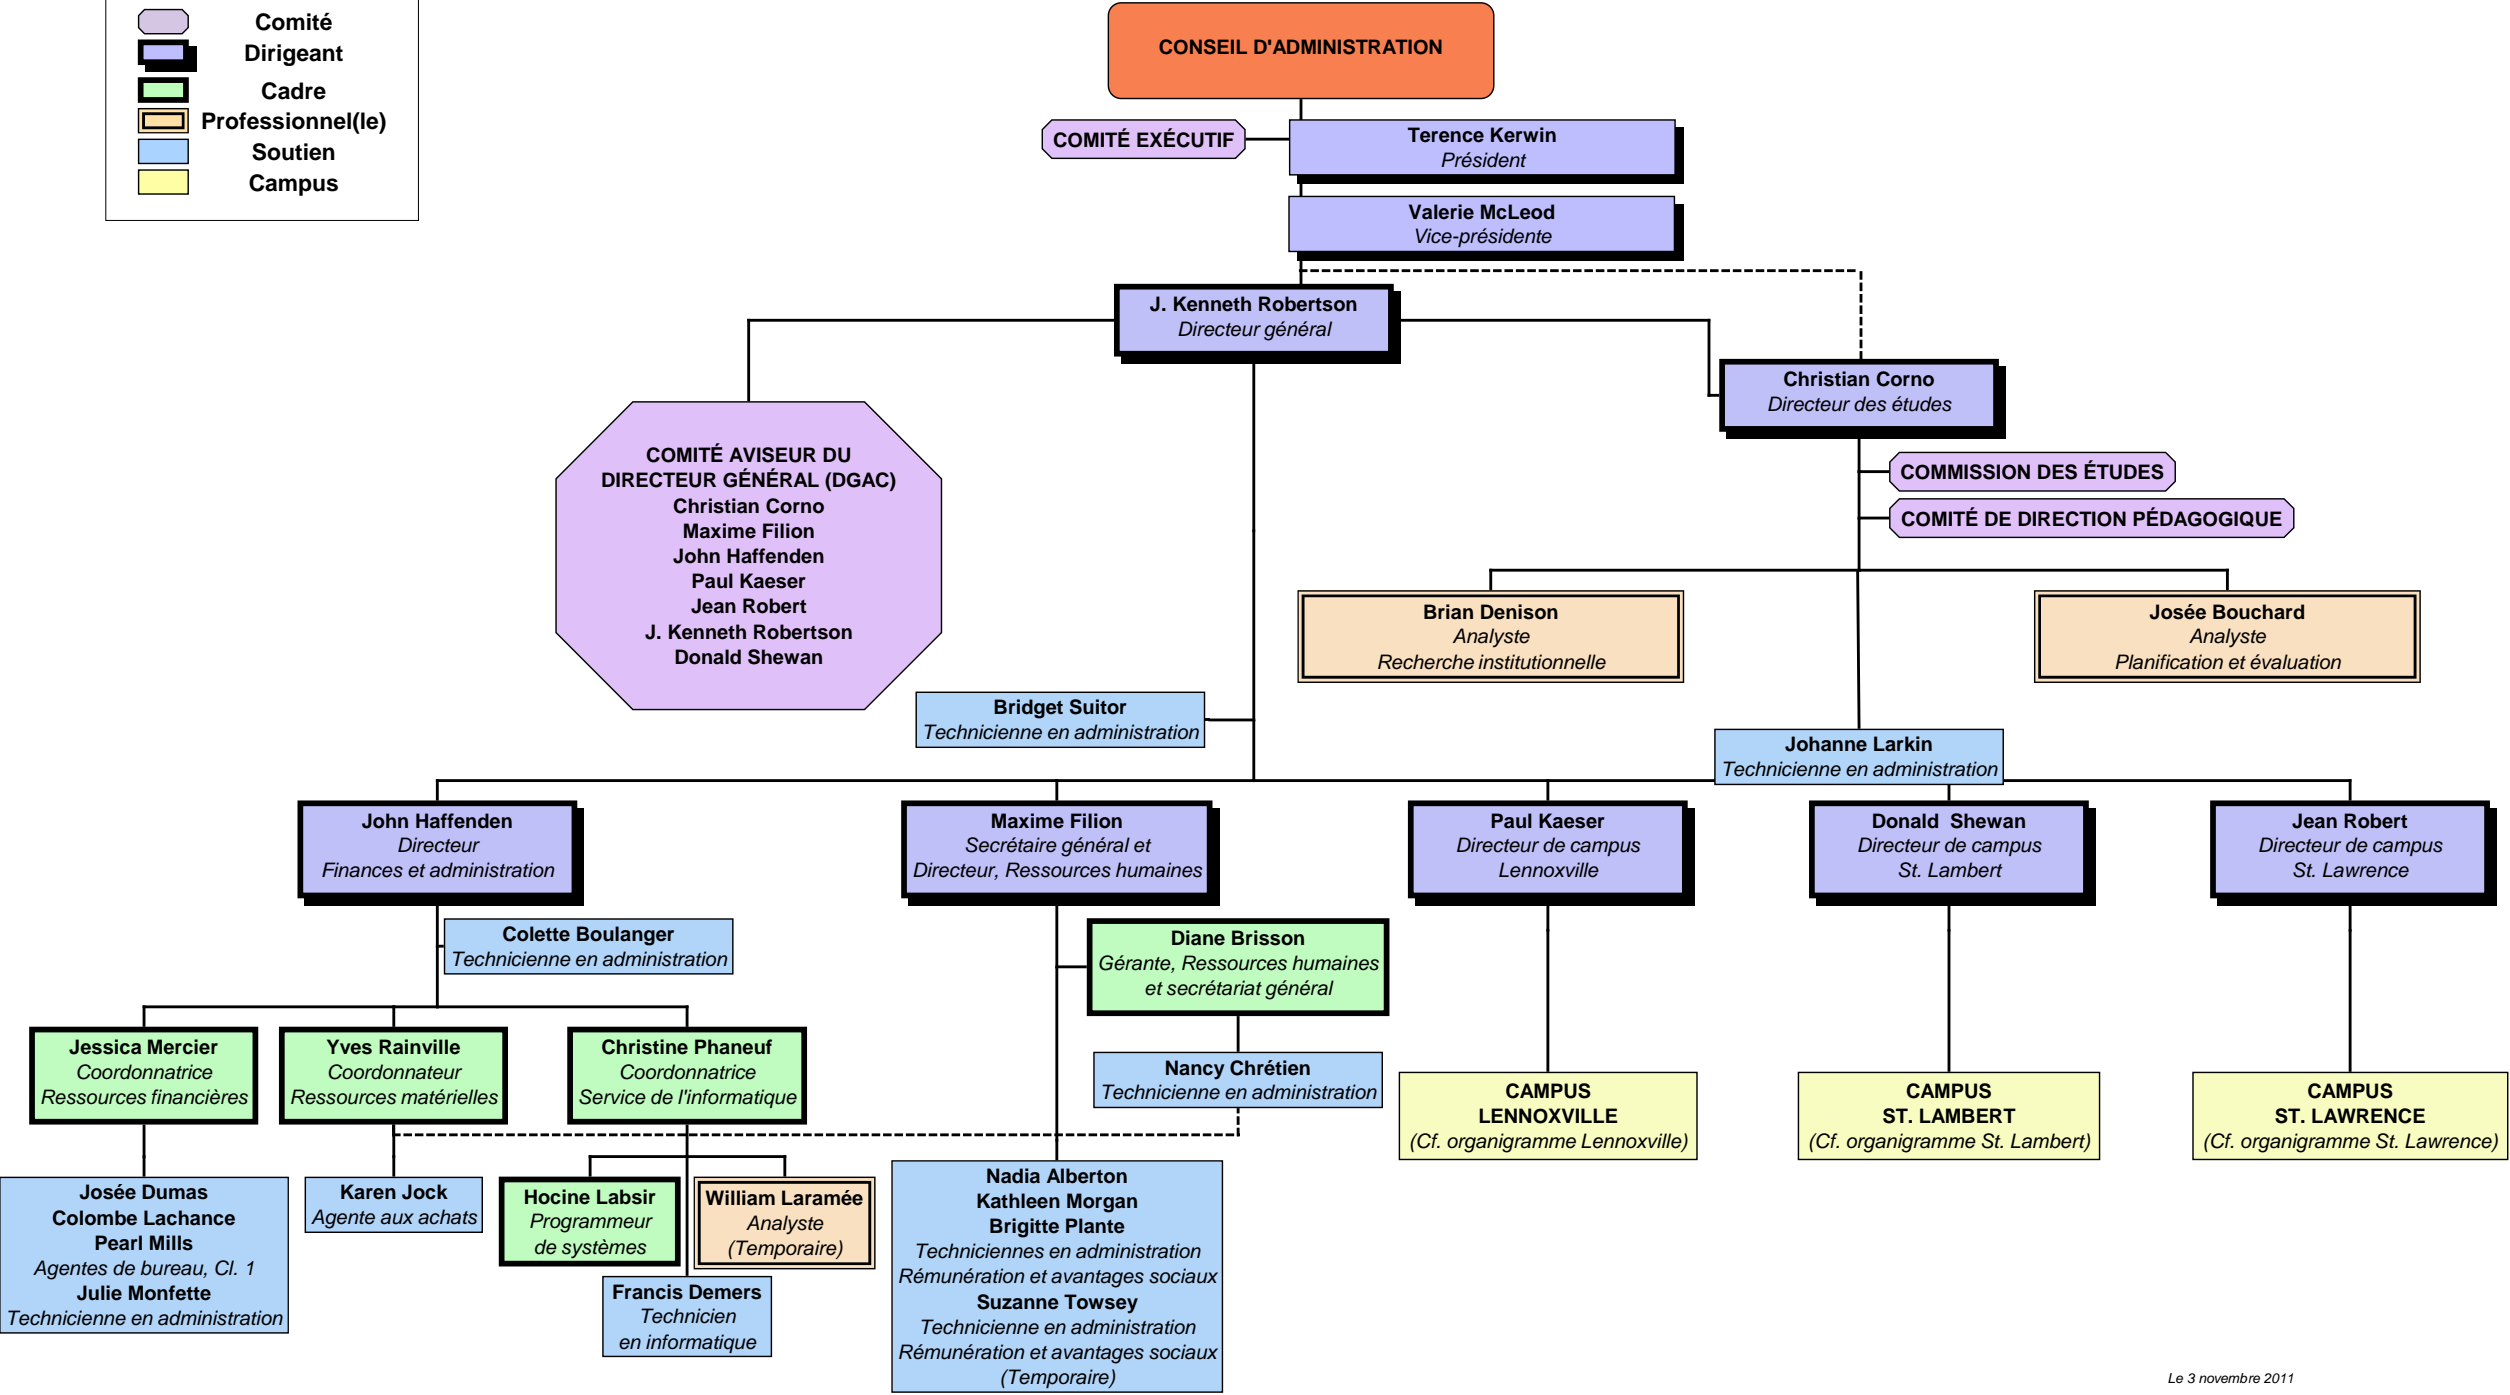 Comité
Dirigeant
Cadre
Professionnel(le)
Soutien
Campus
CONSEIL D'ADMINISTRATION
COMITÉ EXÉCUTIF
Terence Kerwin
Président
Valerie McLeod
Vice-présidente
J. Kenneth Robertson
Directeur général
Christian Corno
Directeur des études
COMITÉ AVISEUR DU
DIRECTEUR GÉNÉRAL (DGAC)
Christian Corno
Maxime Filion
John Haffenden
Paul Kaeser
Jean Robert
J. Kenneth Robertson
Donald Shewan
COMMISSION DES ÉTUDES
COMITÉ DE DIRECTION PÉDAGOGIQUE
Brian Denison
Analyste
Recherche institutionnelle
Josée Bouchard
Analyste
Planification et évaluation
Bridget Suitor
Technicienne en administration
Johanne Larkin
Technicienne en administration
John Haffenden
Directeur
Finances et administration
Maxime Filion
Secrétaire général et
Directeur, Ressources humaines
Paul Kaeser
Directeur de campus
Lennoxville
Donald  Shewan
Directeur de campus
St. Lambert
Jean Robert
Directeur de campus
St. Lawrence
Colette Boulanger
Technicienne en administration
Diane Brisson
Gérante, Ressources humaines
et secrétariat général
Jessica Mercier
Coordonnatrice
Ressources financières
Yves Rainville
Coordonnateur
Ressources matérielles
Christine Phaneuf
Coordonnatrice
Service de l'informatique
Nancy Chrétien
Technicienne en administration
CAMPUS
LENNOXVILLE
(Cf. organigramme Lennoxville)
CAMPUS
ST. LAMBERT
(Cf. organigramme St. Lambert)
CAMPUS
ST. LAWRENCE
(Cf. organigramme St. Lawrence)
Josée Dumas
Colombe Lachance
Pearl Mills
Agentes de bureau, Cl. 1
Julie Monfette
Technicienne en administration
Karen Jock
Agente aux achats
Hocine Labsir
Programmeur
de systèmes
William Laramée
Analyste
(Temporaire)
Francis Demers
Technicien
en informatique
Nadia Alberton
Kathleen Morgan
Brigitte Plante
Techniciennes en administration
Rémunération et avantages sociaux
Suzanne Towsey
Technicienne en administration
Rémunération et avantages sociaux
(Temporaire)
Le 3 novembre 2011